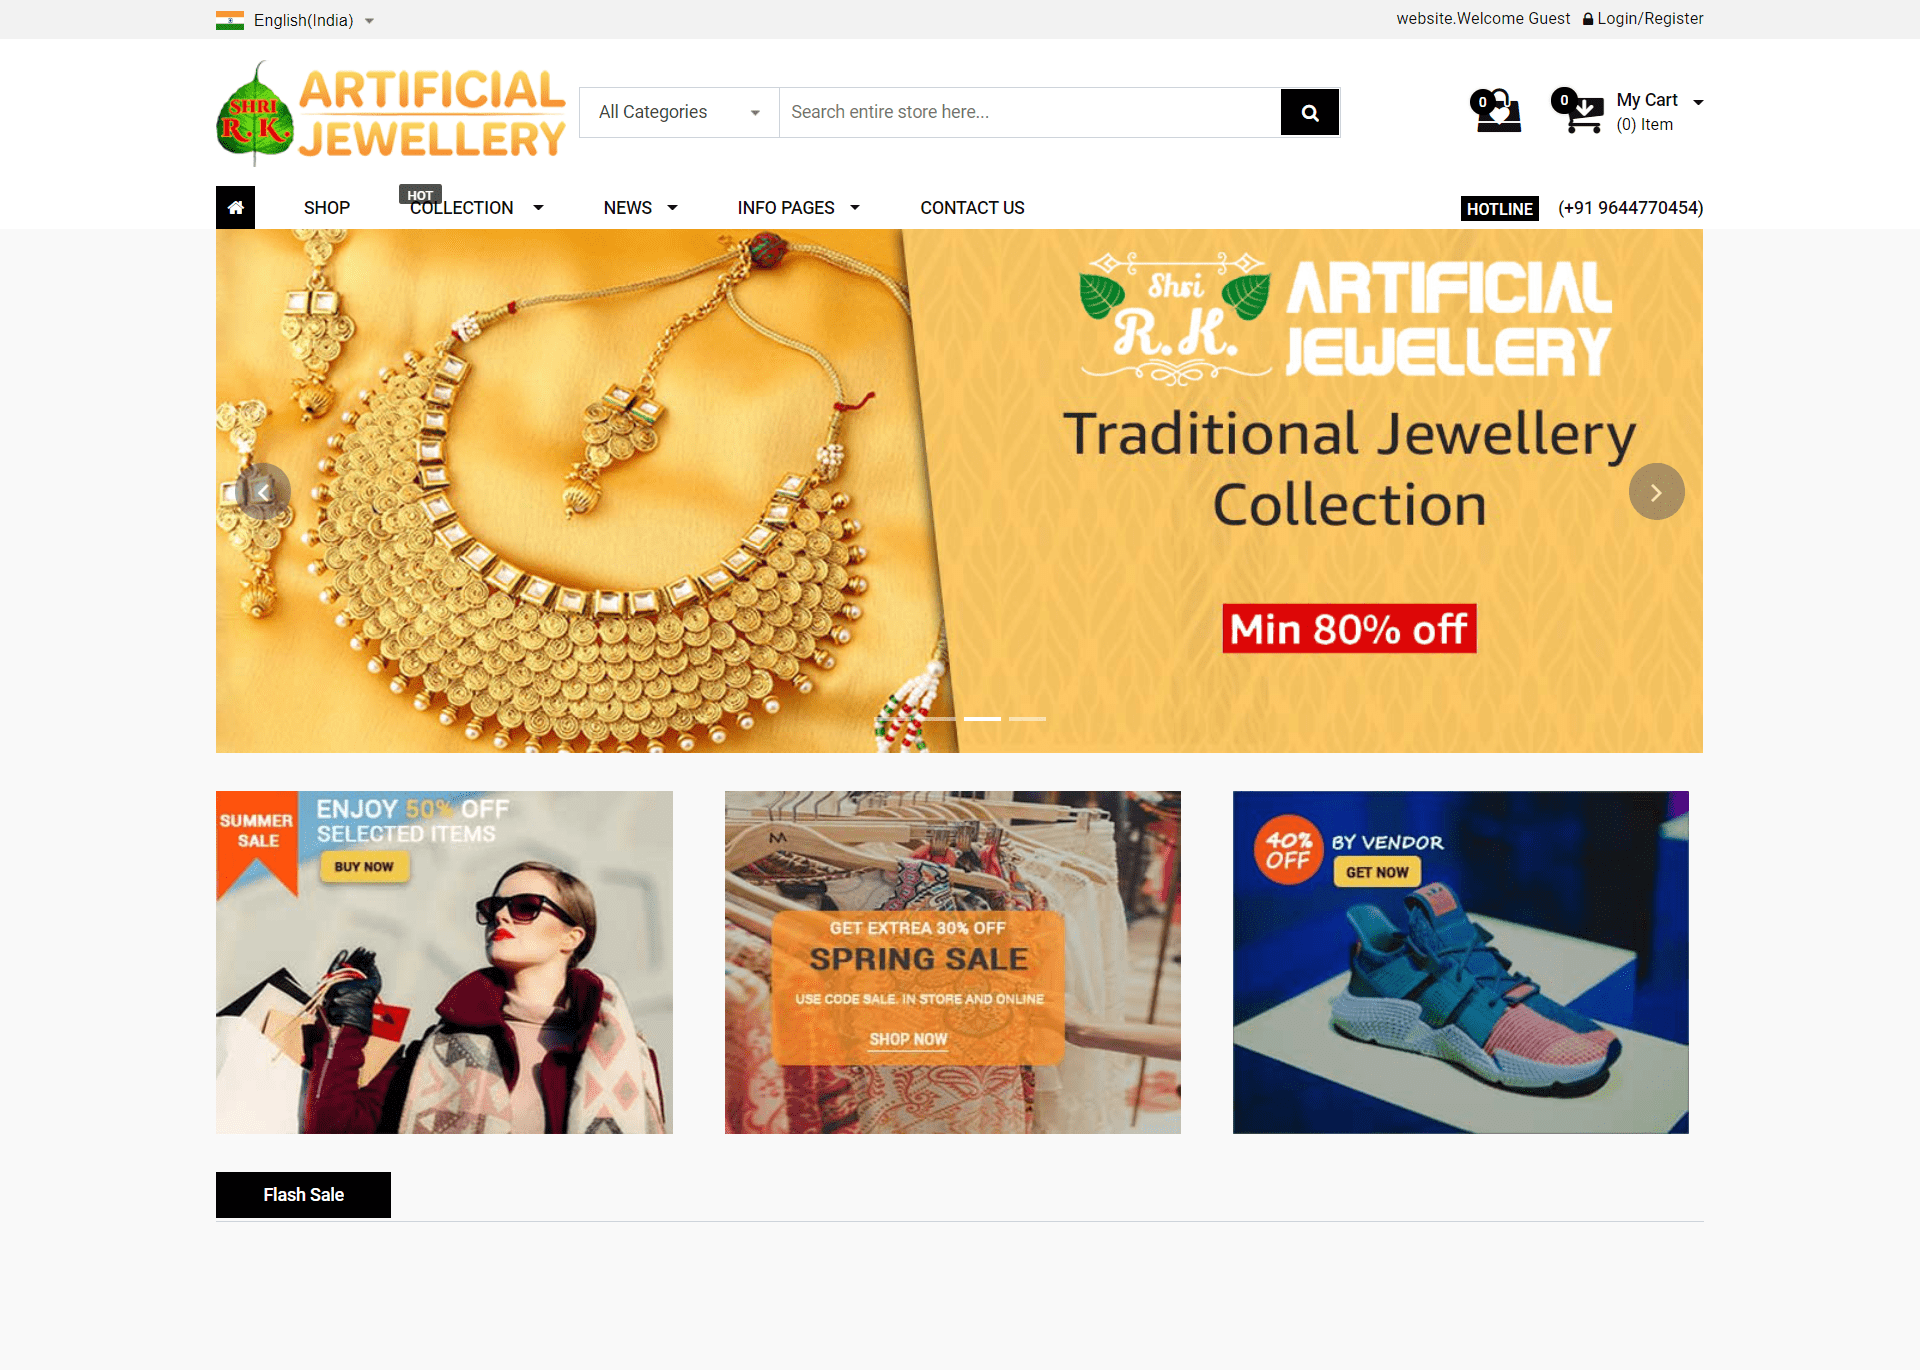 English(India)
website.Welcome Guest Login/Register
SHRI
R. K.
ARTIFICIAL
JEWELLERY
All Categories
Search entire store here...
0
0
My Cart
(0) Item
HOT
SHOP
COLLECTION
NEWS
INFO PAGES
CONTACT US
HOTLINE (+91 9644770454)
Shri
R.K.
ARTIFICIAL
JEWELLERY
Traditional Jewellery
Collection
Min 80% off
SUMMER
SALE
ENJOY 50% OFF
SELECTED ITEMS
BUY NOW
GET EXTREA 30% OFF
SPRING SALE
USE CODE SALE. IN STORE AND ONLINE
SHOP NOW
40%
OFF
BY VENDOR
GET NOW
Flash Sale